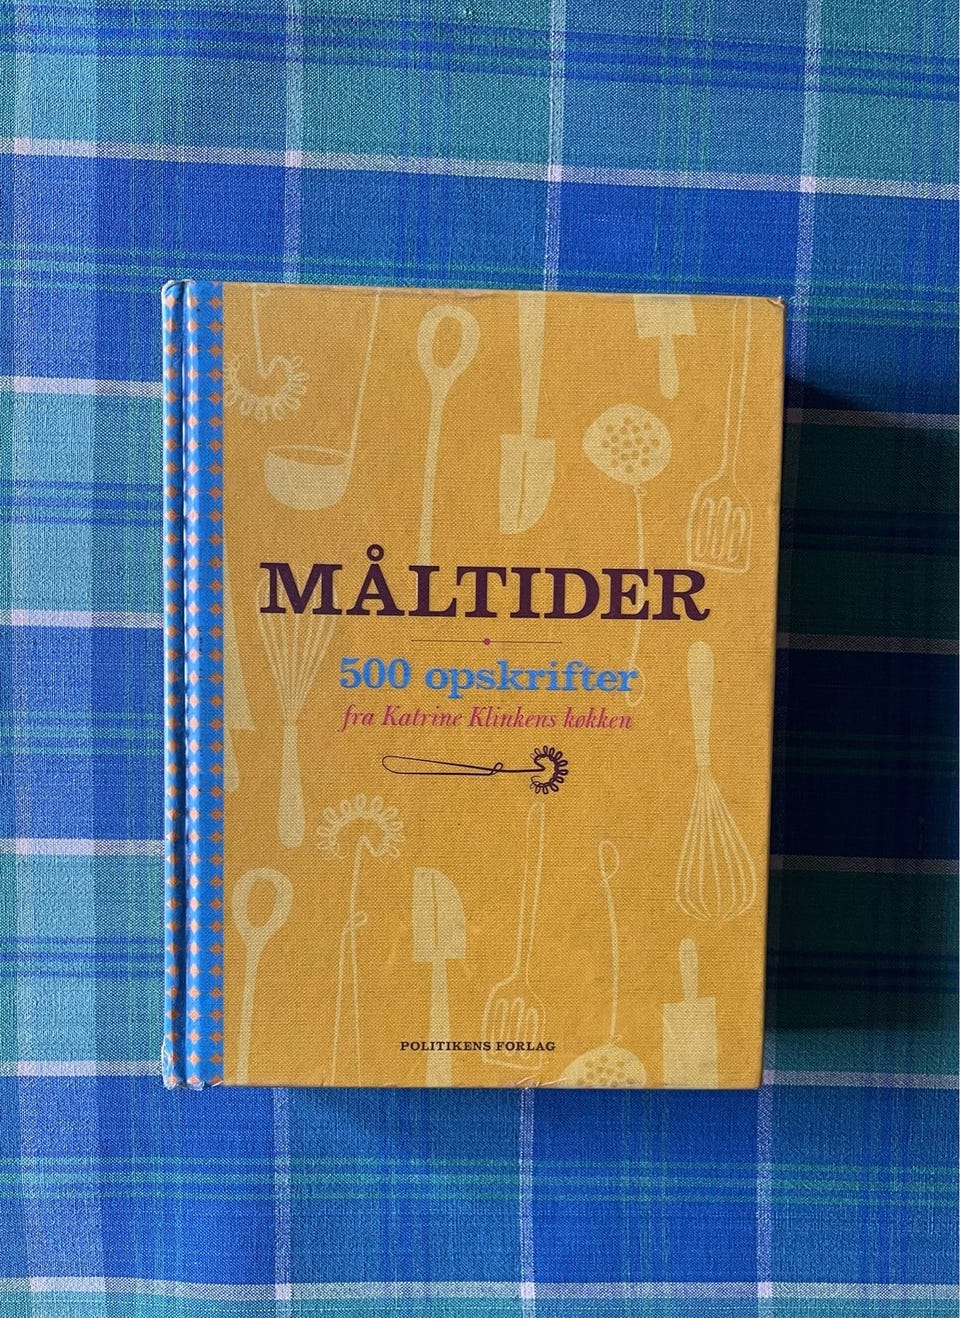 MÅLTIDER
500 opskrifter
fra Katrine Klinkens køkken
POLITIKENS FORLAG